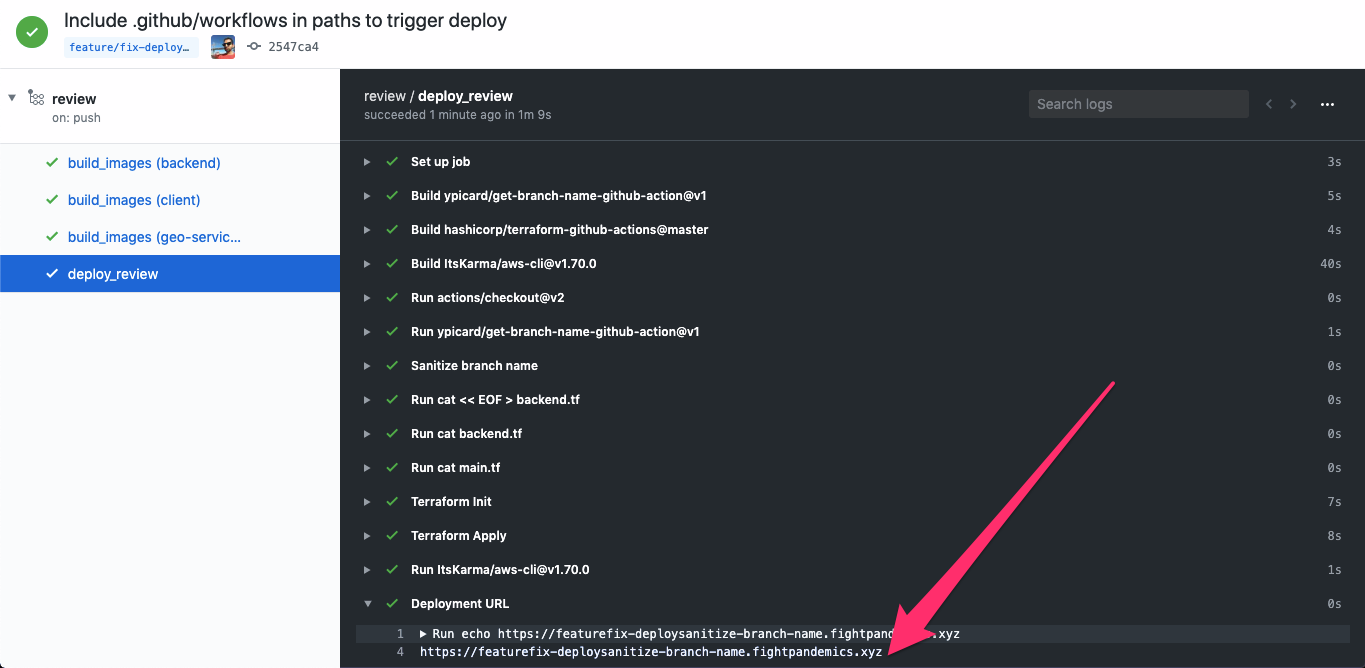 Include .github/workflows in paths to trigger deploy
feature/fix-deploy… 2547ca4
review
on: push
build_images (backend)
build_images (client)
build_images (geo-servic...
deploy_review
review / deploy_review
succeeded 1 minute ago in 1m 9s
Search logs
Set up job 3s
Build ypicard/get-branch-name-github-action@v1 5s
Build hashicorp/terraform-github-actions@master 4s
Build ItsKarma/aws-cli@v1.70.0 40s
Run actions/checkout@v2 0s
Run ypicard/get-branch-name-github-action@v1 1s
Sanitize branch name 0s
Run cat << EOF > backend.tf 0s
Run cat backend.tf 0s
Run cat main.tf 0s
Terraform Init 7s
Terraform Apply 8s
Run ItsKarma/aws-cli@v1.70.0 1s
Deployment URL 0s
1 Run echo https://featurefix-deploysanitize-branch-name.fightpandemics.xyz
4 https://featurefix-deploysanitize-branch-name.fightpandemics.xyz